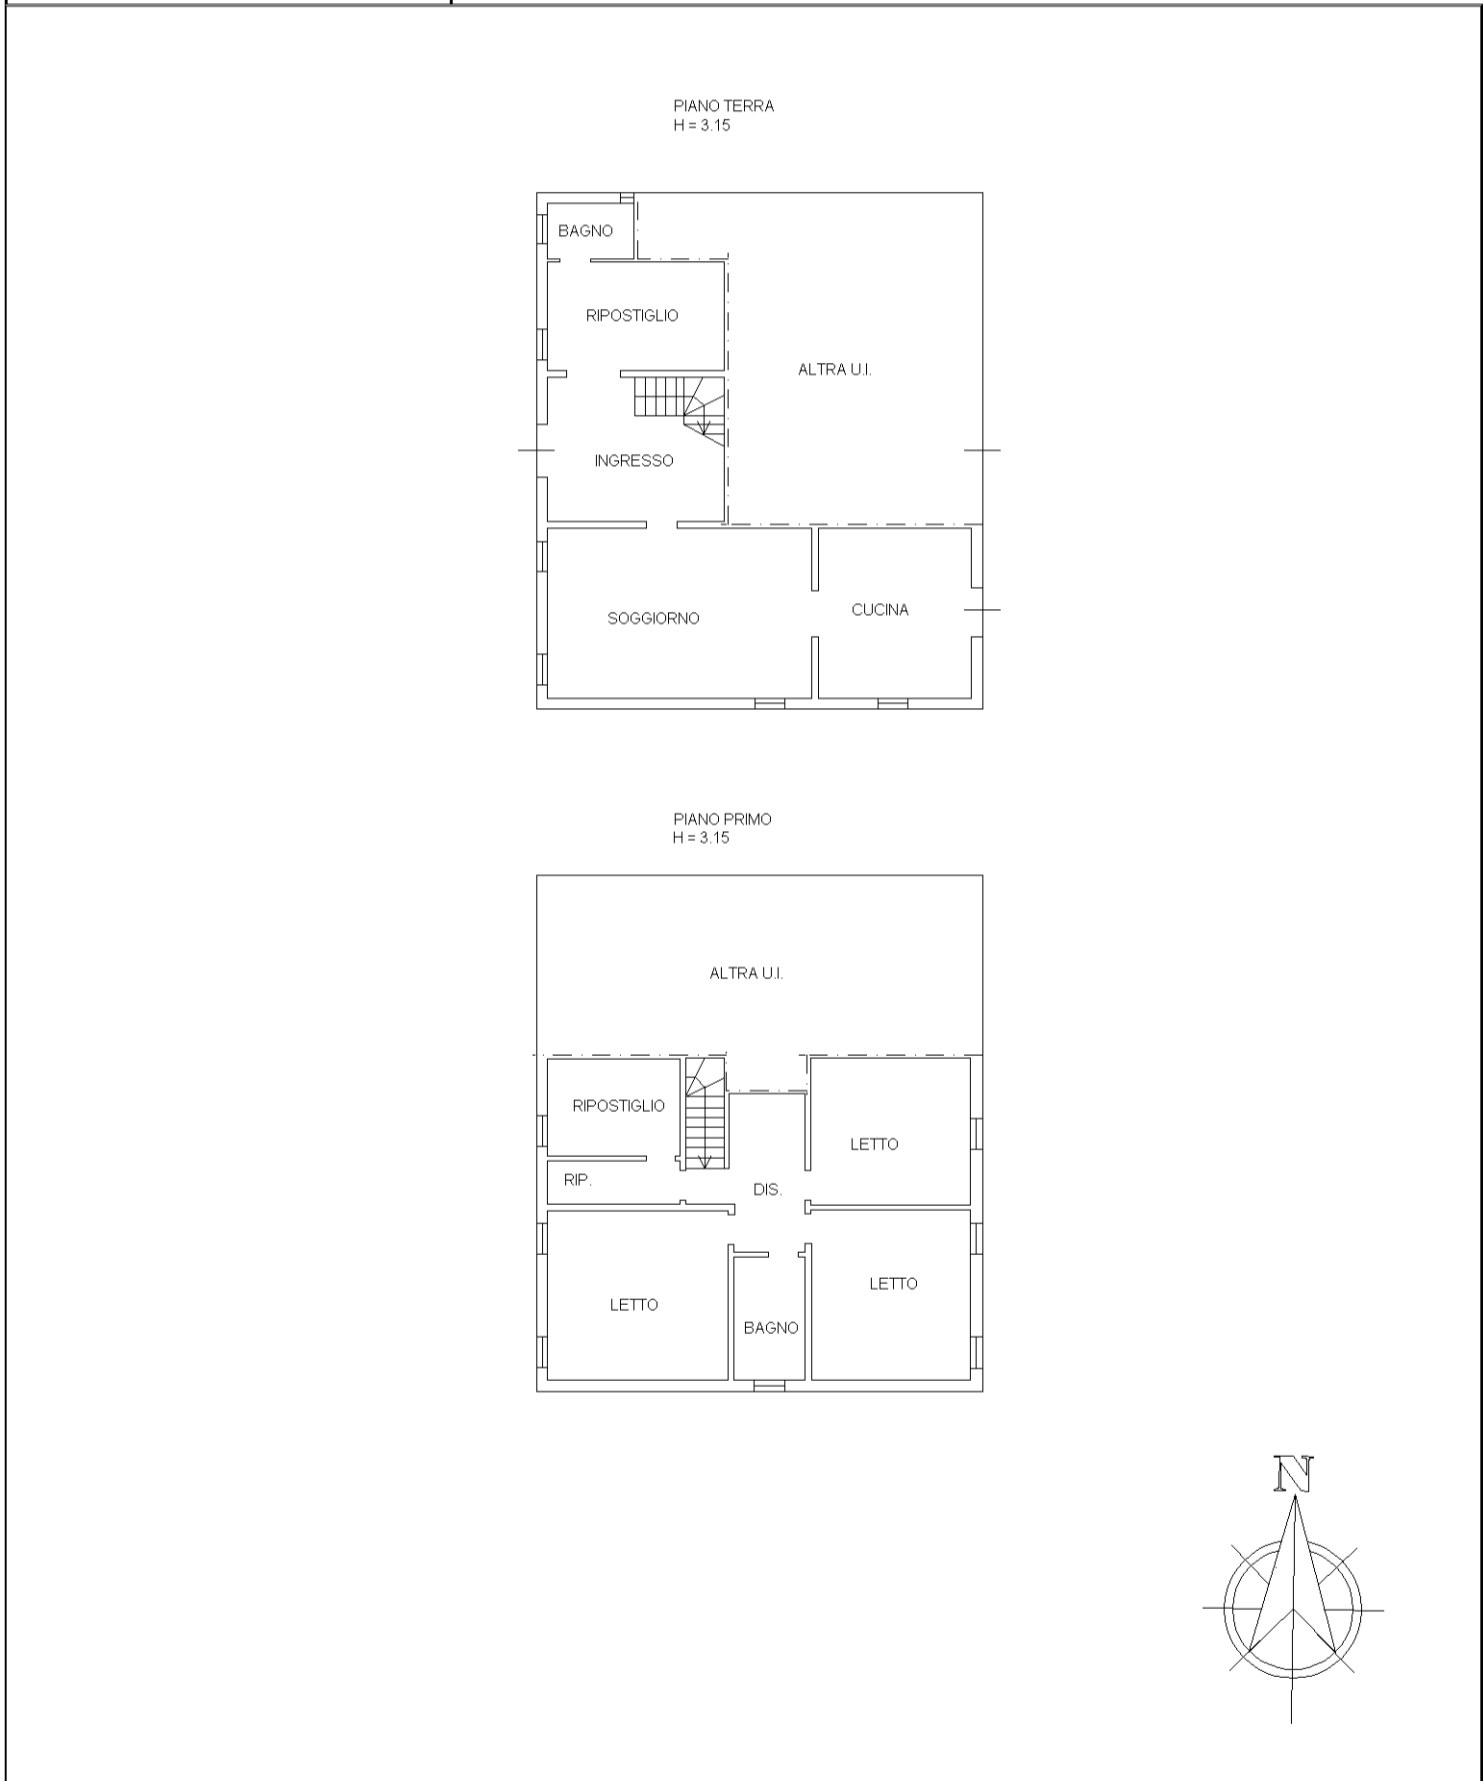 PIANO TERRA
H = 3.15
BAGNO
RIPOSTIGLIO
ALTRA U.I.
INGRESSO
CUCINA
SOGGIORNO
PIANO PRIMO
H = 3.15
ALTRA U.I.
RIPOSTIGLIO
LETTO
RIP.
DIS.
LETTO
LETTO
BAGNO
N